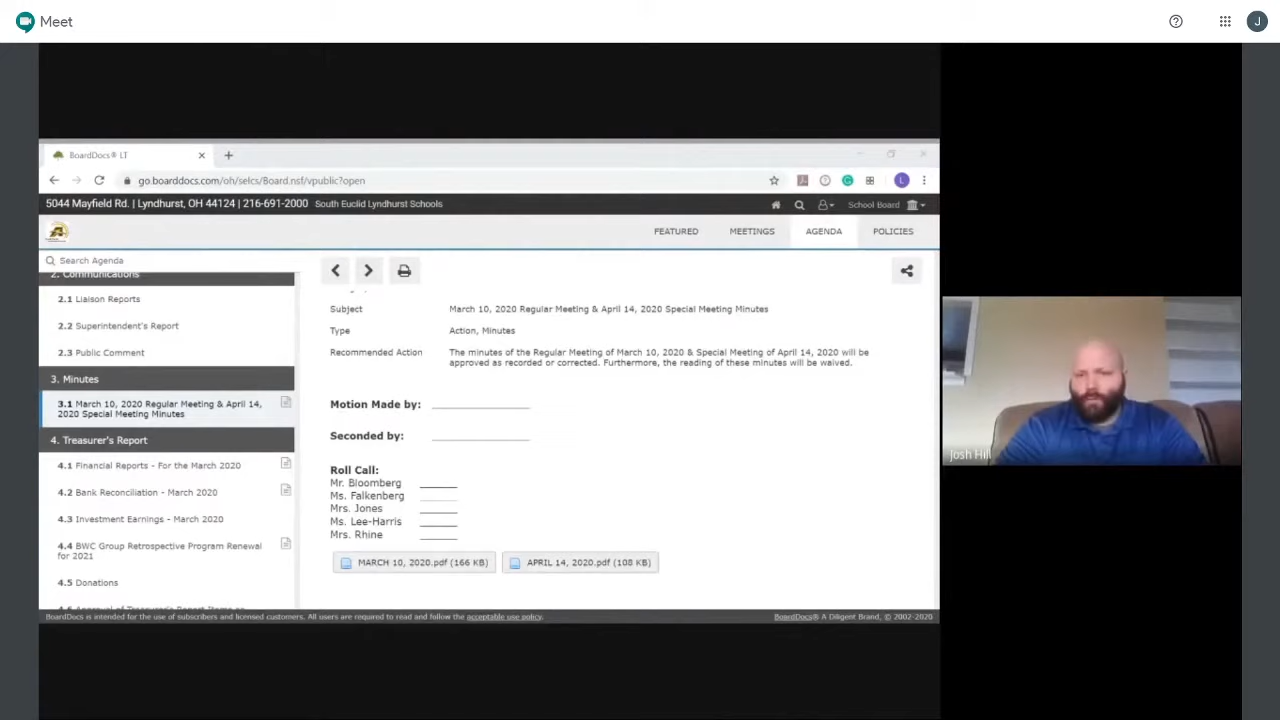 Meet
J
BoardDocs® LT
go.boarddocs.com/oh/selcs/Board.nsf/vpublic?open
L
5044 Mayfield Rd. | Lyndhurst, OH 44124 | 216-691-2000 South Euclid Lyndhurst Schools
School Board
FEATURED MEETINGS AGENDA POLICIES
Search Agenda
2. Communications
2.1 Liaison Reports
2.2 Superintendent's Report
2.3 Public Comment
3. Minutes
3.1 March 10, 2020 Regular Meeting & April 14,
2020 Special Meeting Minutes
4. Treasurer's Report
4.1 Financial Reports - For the March 2020
4.2 Bank Reconciliation - March 2020
4.3 Investment Earnings - March 2020
4.4 BWC Group Retrospective Program Renewal
for 2021
4.5 Donations
Subject March 10, 2020 Regular Meeting & April 14, 2020 Special Meeting Minutes
Type Action, Minutes
Recommended Action The minutes of the Regular Meeting of March 10, 2020 & Special Meeting of April 14, 2020 will be
approved as recorded or corrected. Furthermore, the reading of these minutes will be waived.
Motion Made by:
Seconded by:
Roll Call:
Mr. Bloomberg
Ms. Falkenberg
Mrs. Jones
Ms. Lee-Harris
Mrs. Rhine
MARCH 10, 2020.pdf (166 KB) APRIL 14, 2020.pdf (108 KB)
BoardDocs is intended for the use of subscribers and licensed customers. All users are required to read and follow the acceptable use policy.
BoardDocs® A Diligent Brand, © 2002-2020
Josh Hill